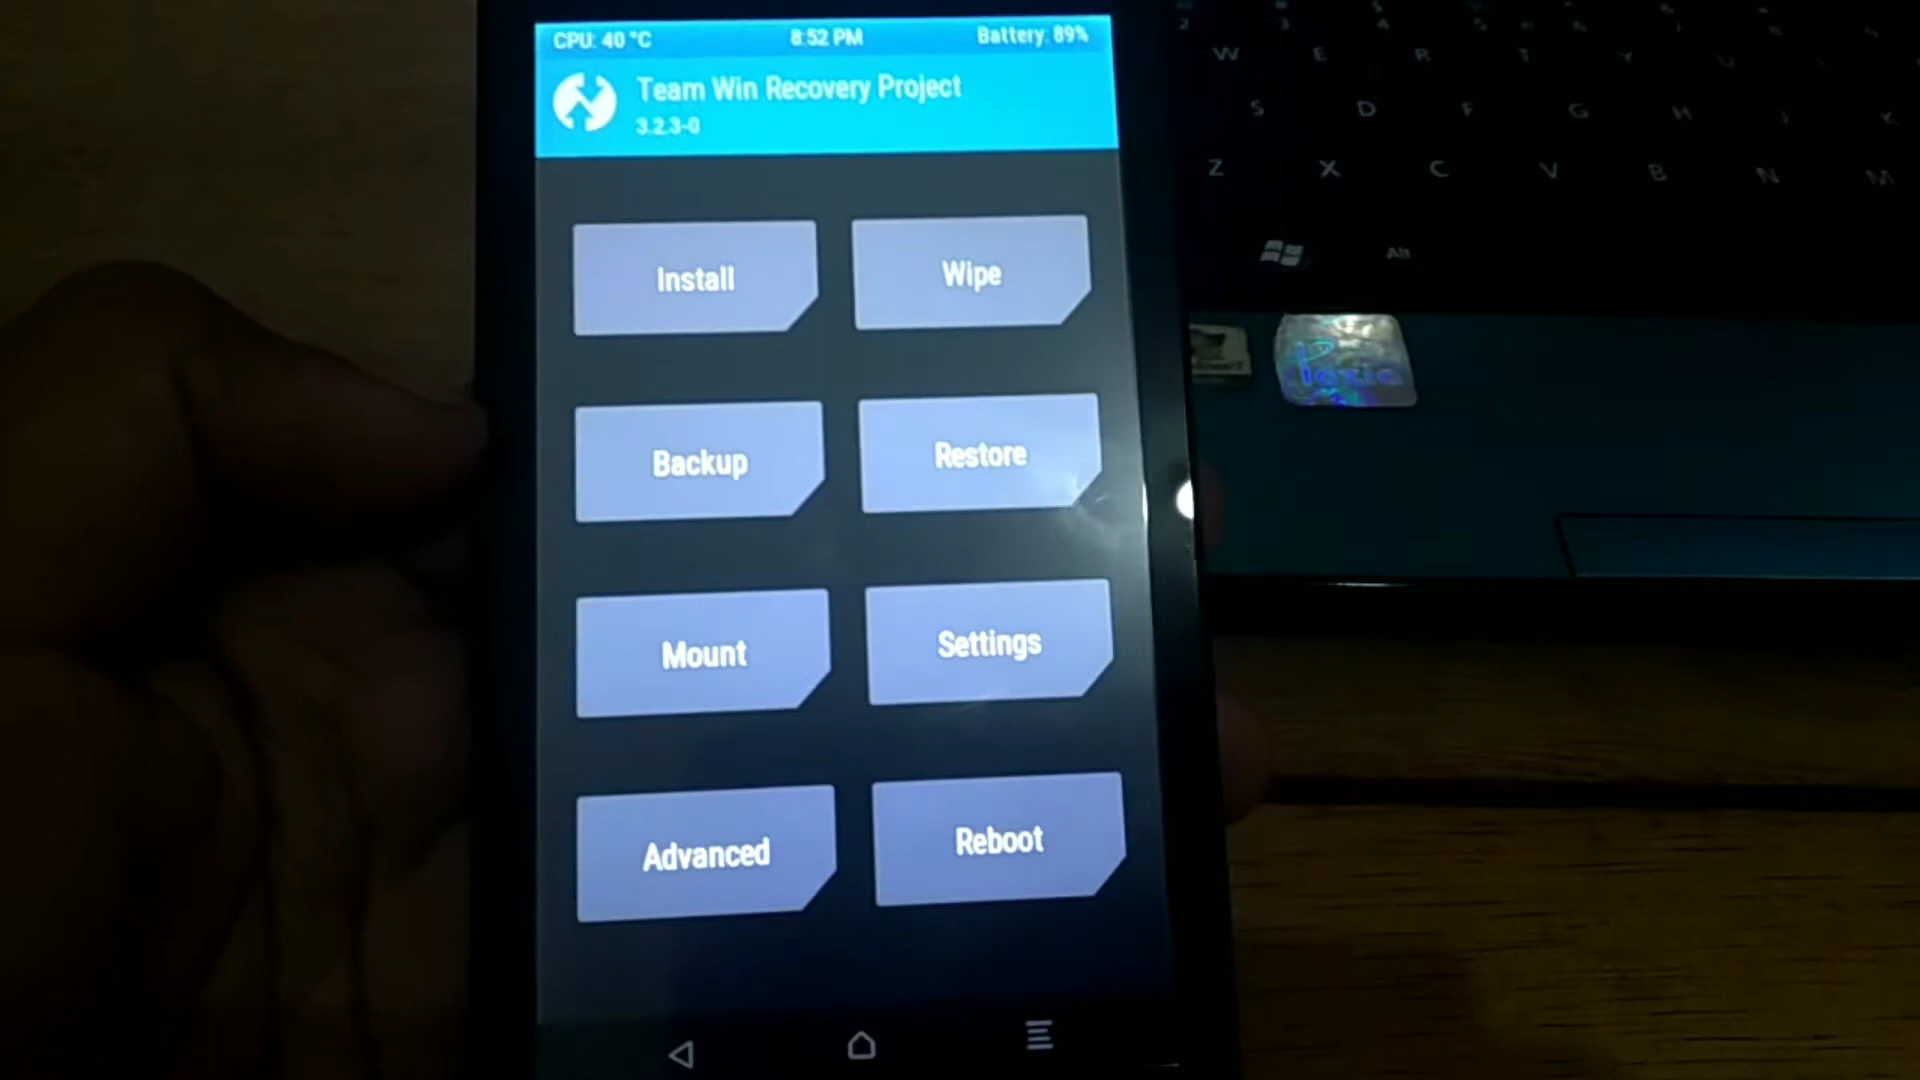 CPU: 40 °C 8:52 PM Battery: 89%
Team Win Recovery Project
3.2.3-0
Install Wipe
Backup Restore
Mount Settings
Advanced Reboot
W E R T Y U
S D F G H J K
Z X C V B N M
Alt